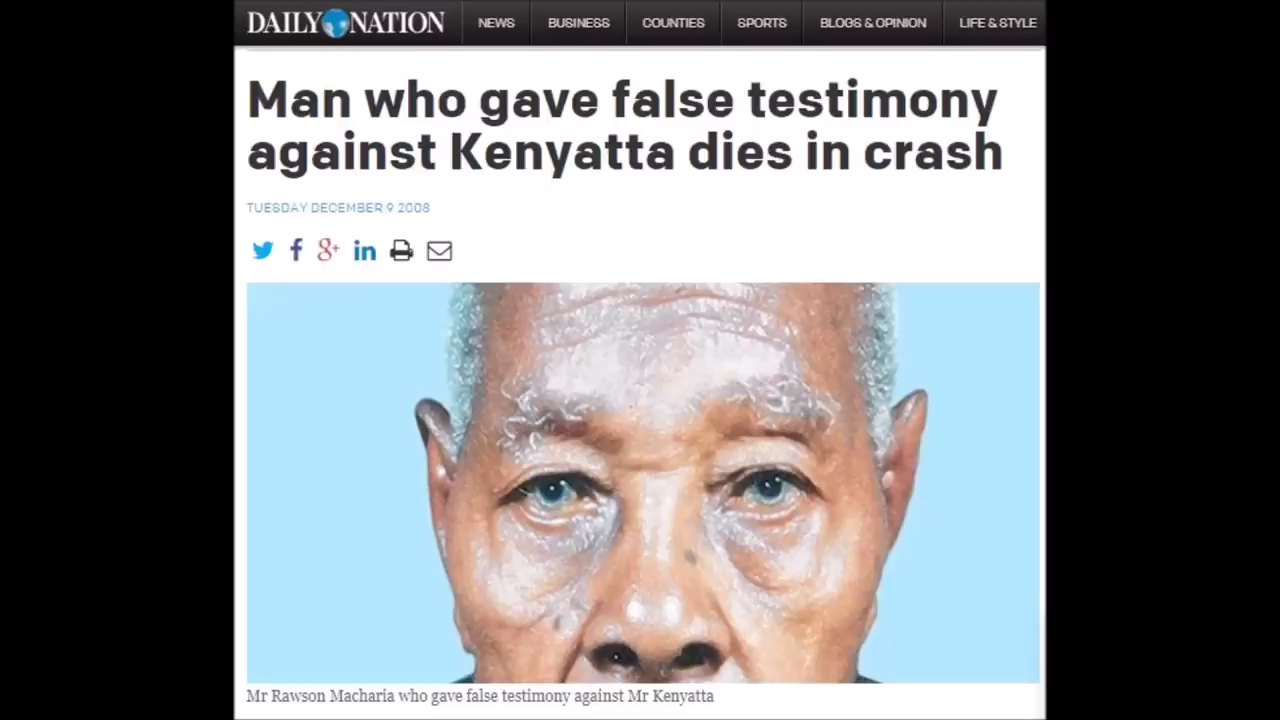 DAILY NATION NEWS BUSINESS COUNTIES SPORTS BLOGS & OPINION LIFE & STYLE
Man who gave false testimony
against Kenyatta dies in crash
TUESDAY DECEMBER 9 2008
Mr Rawson Macharia who gave false testimony against Mr Kenyatta